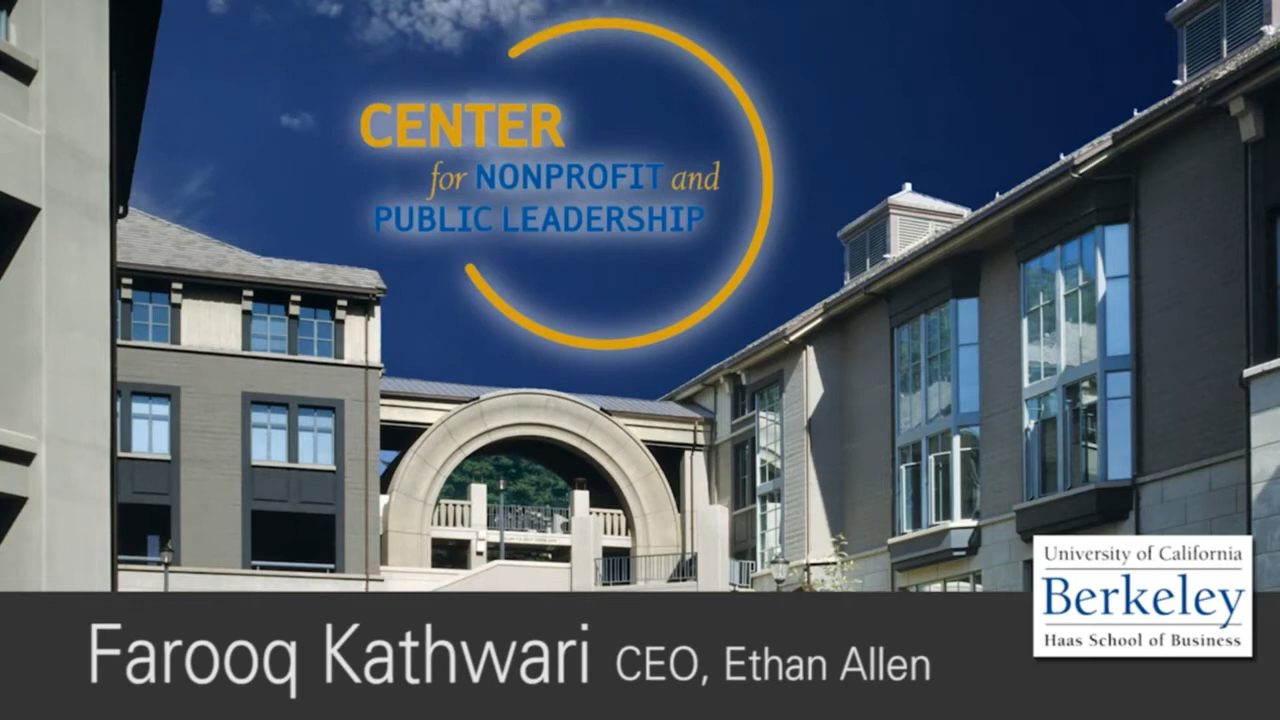 CENTER
for NONPROFIT and
PUBLIC LEADERSHIP
University of California
Berkeley
Haas School of Business
Farooq Kathwari CEO, Ethan Allen